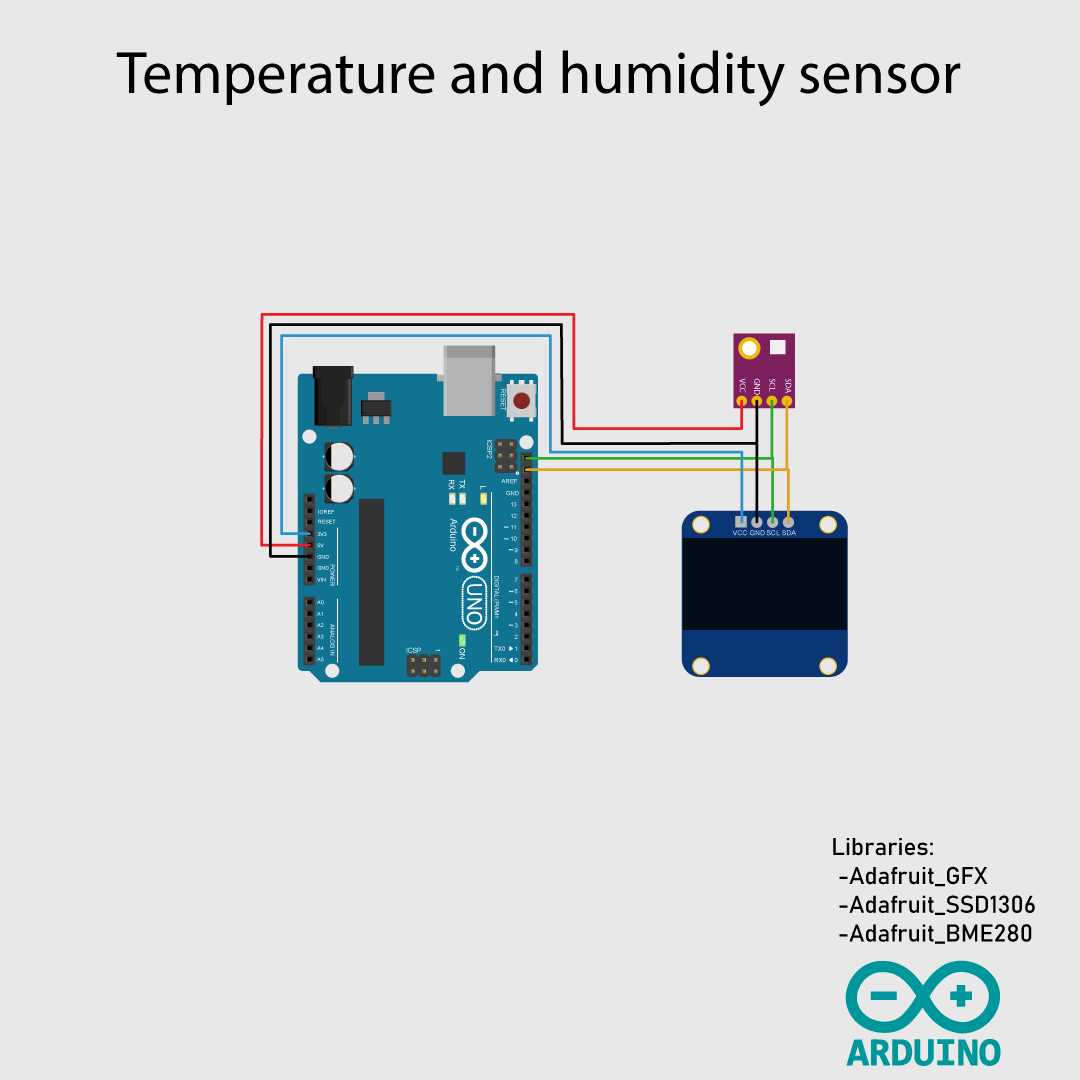 Temperature and humidity sensor
VCC GND SCL SDA
RESET
ICSP2
AREF
GND
13
12
~ 11
~ 10
~ 9
8
7
~ 6
~ 5
4
~ 3
2
TX0 ▶ 1
RX0 ◀ 0
DIGITAL (PWM~)
L
TX
RX
Arduino
™
UNO
ON
ICSP
1
IOREF
RESET
3V3
5V
GND
GND
VIN
POWER
A0
A1
A2
A3
A4
A5
ANALOG IN
VCC GND SCL SDA
Libraries:
-Adafruit_GFX
-Adafruit_SSD1306
-Adafruit_BME280
ARDUINO